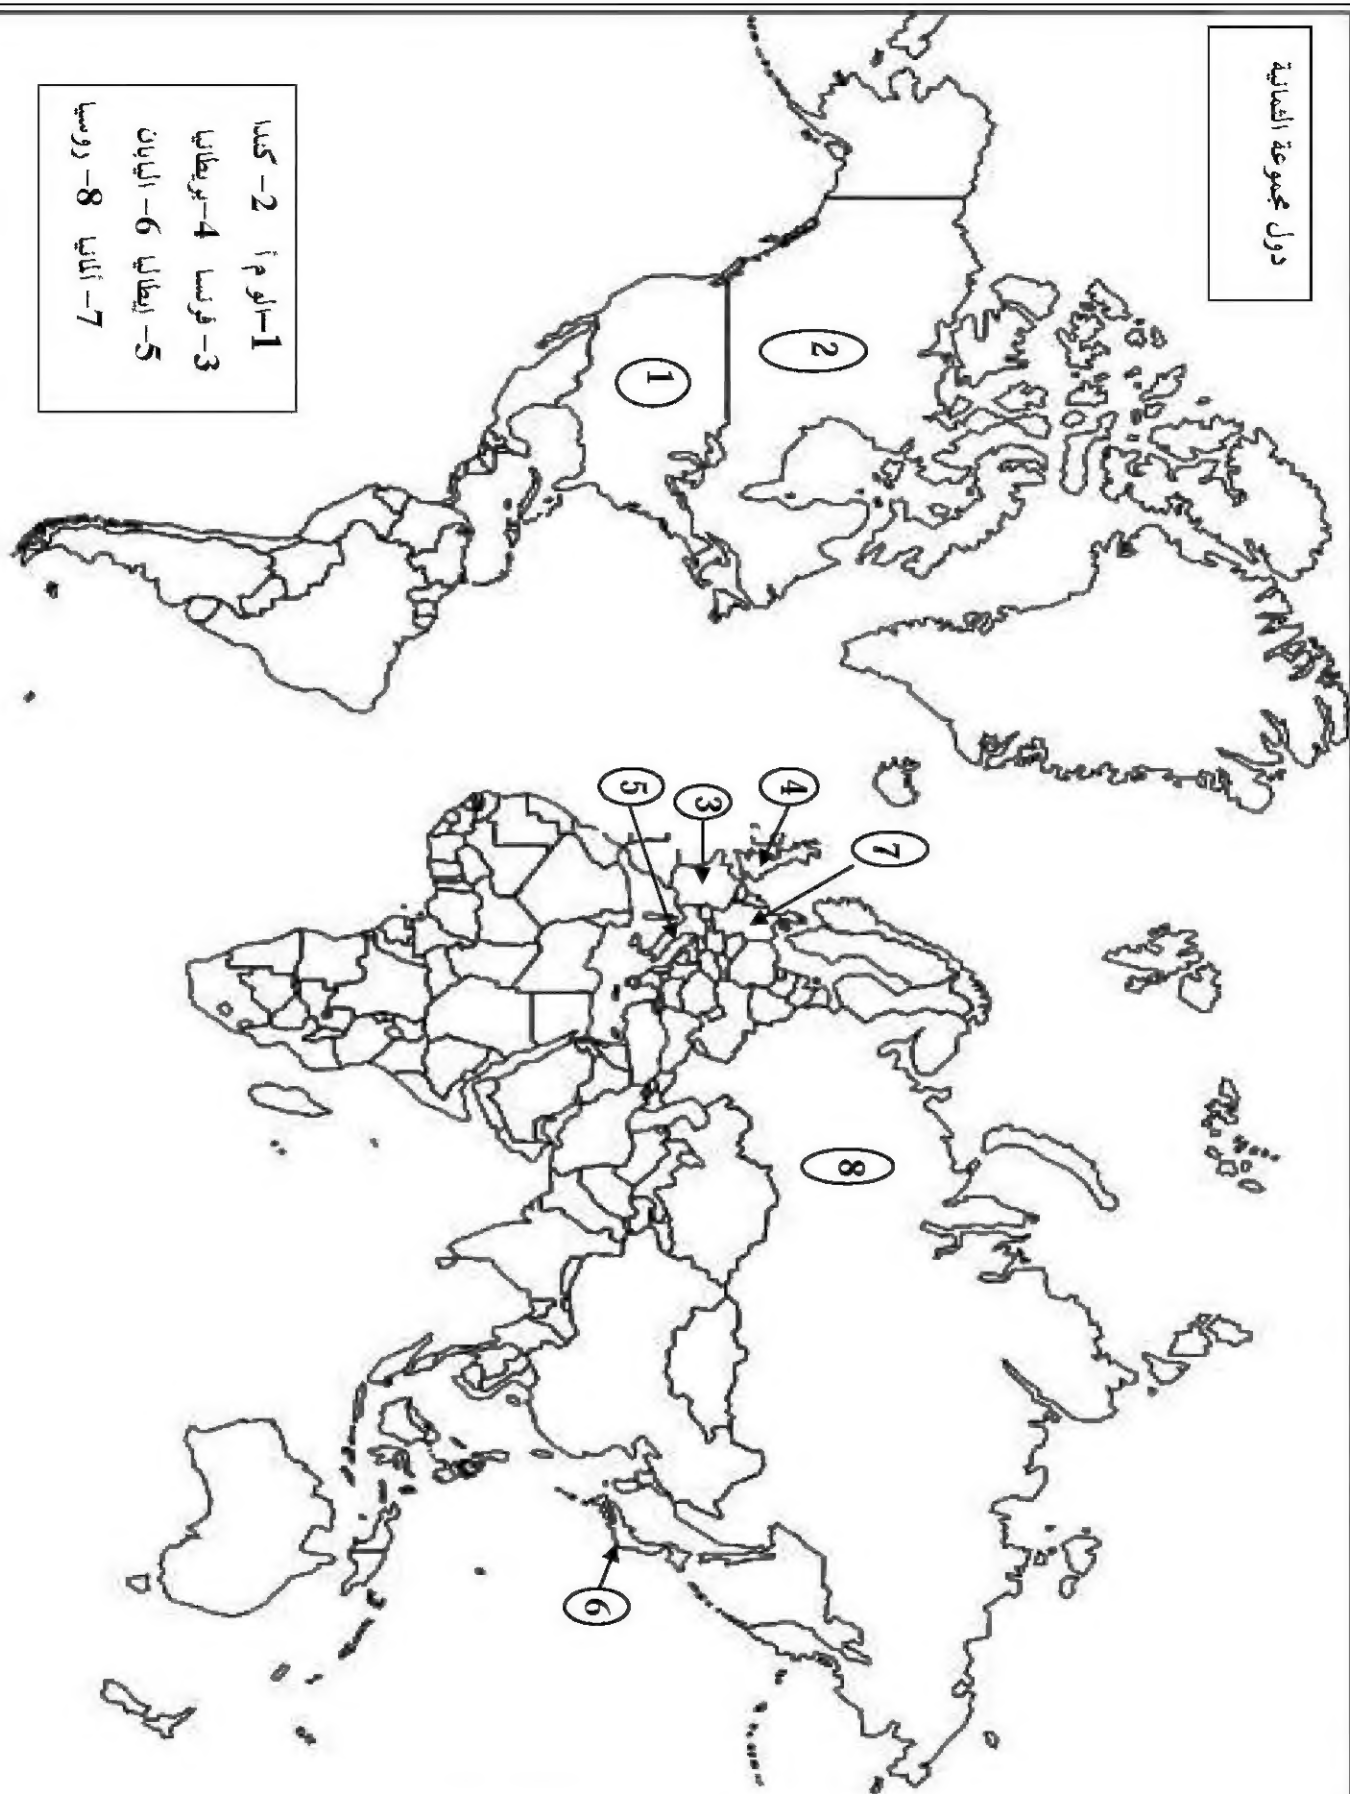 دول مجموعة الثمانية
2
1
4
3
5
7
8
6
1-الو م أ 2- كندا
3- فرنسا 4-بريطانيا
5- إيطاليا 6- اليابان
7- ألمانيا 8- روسيا